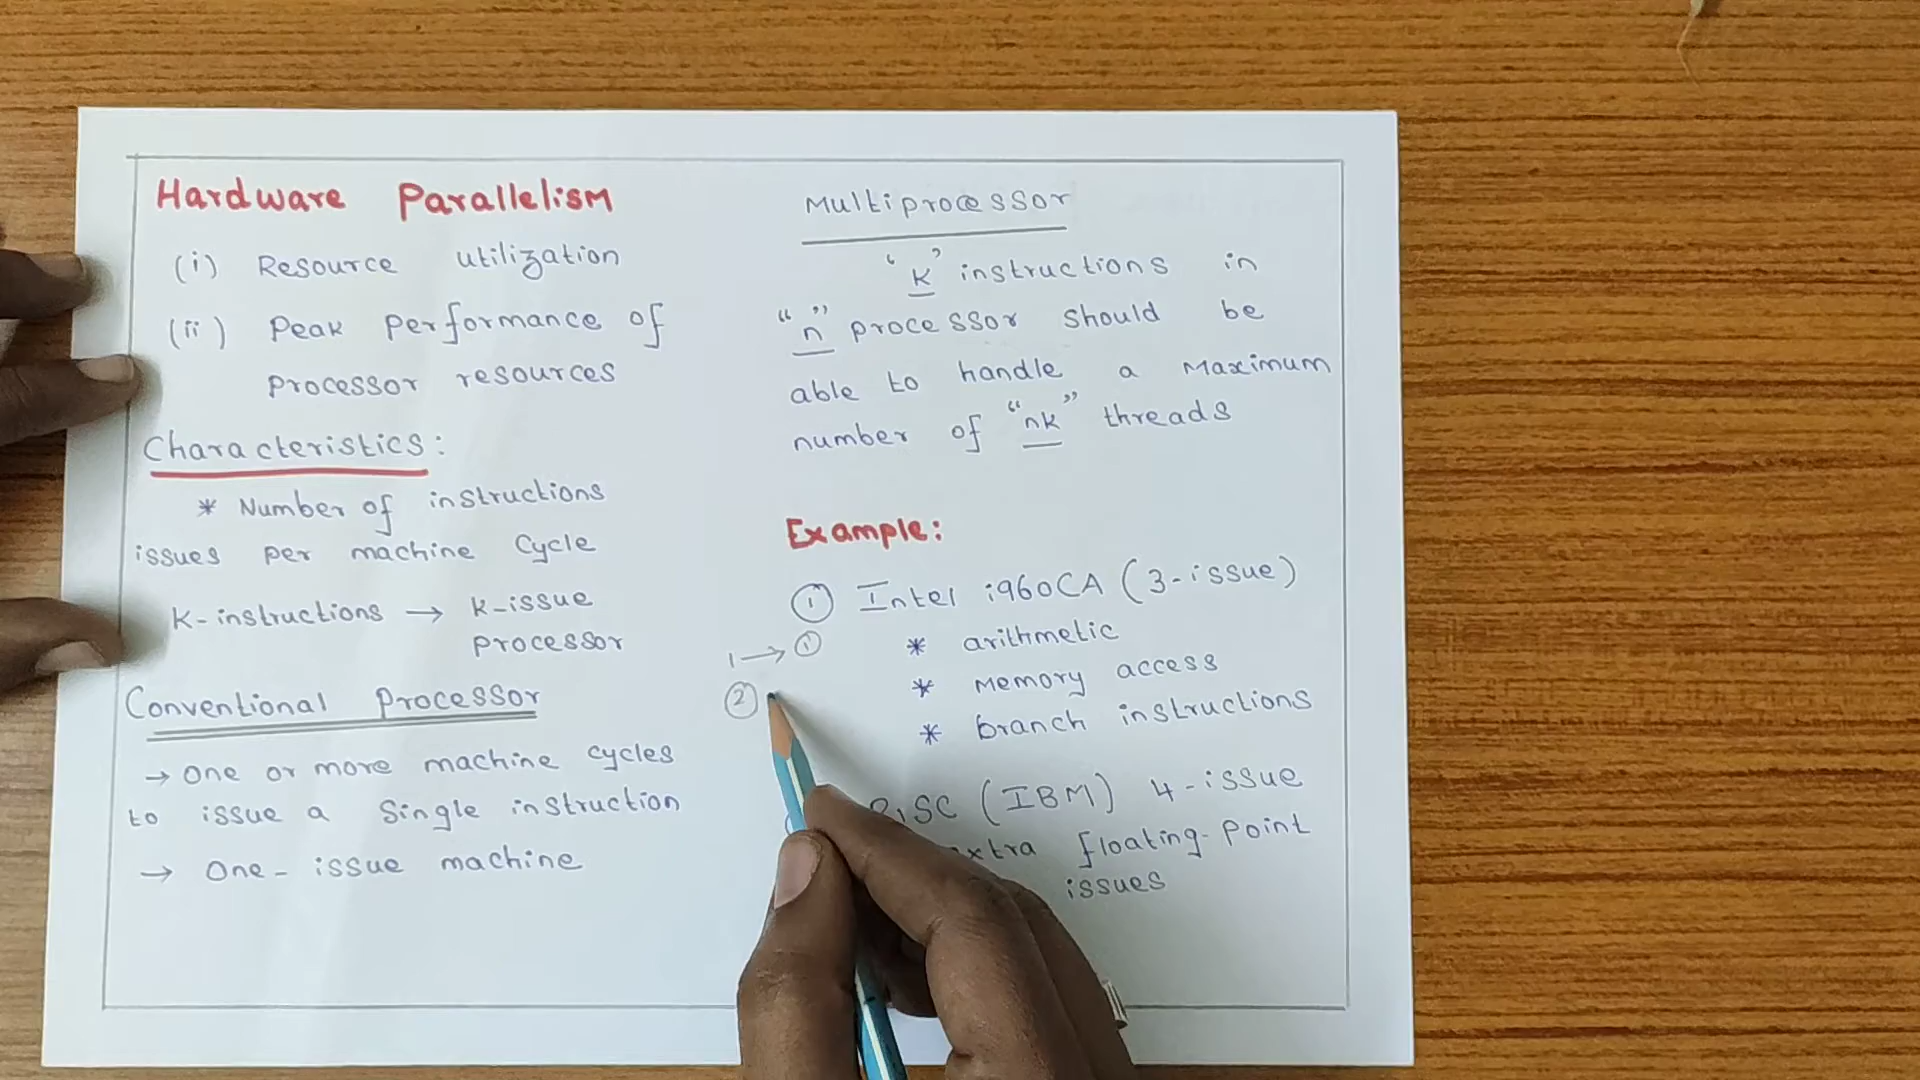 Hardware Parallelism
(i) Resource utilization
(ii) Peak performance of
processor resources
Characteristics:
* Number of instructions
issues per machine cycle
K-instructions → K-issue
processor
Conventional Processor
→ One or more machine cycles
to issue a single instruction
→ One-issue machine
Multiprocessor
'k' instructions in
"n" processor should be
able to handle a maximum
number of "nk" threads
Example:
① Intel i960CA (3-issue)
* arithmetic
1 → ①
* Memory access
②
* branch instructions
RISC (IBM) 4-issue
extra floating-point
issues